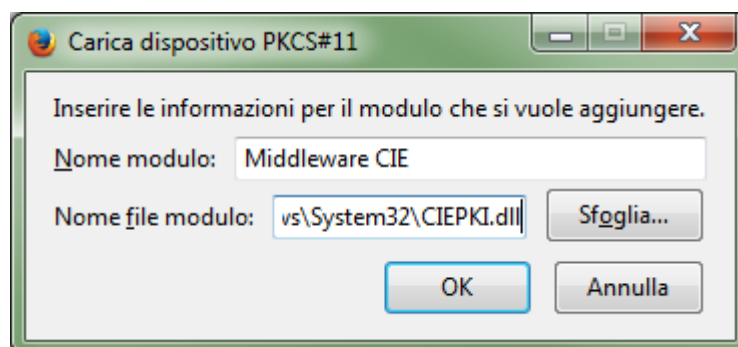 Carica dispositivo PKCS#11
Inserire le informazioni per il modulo che si vuole aggiungere.
Nome modulo: Middleware CIE
Nome file modulo: vs\System32\CIEPKI.dll Sfoglia...
OK Annulla